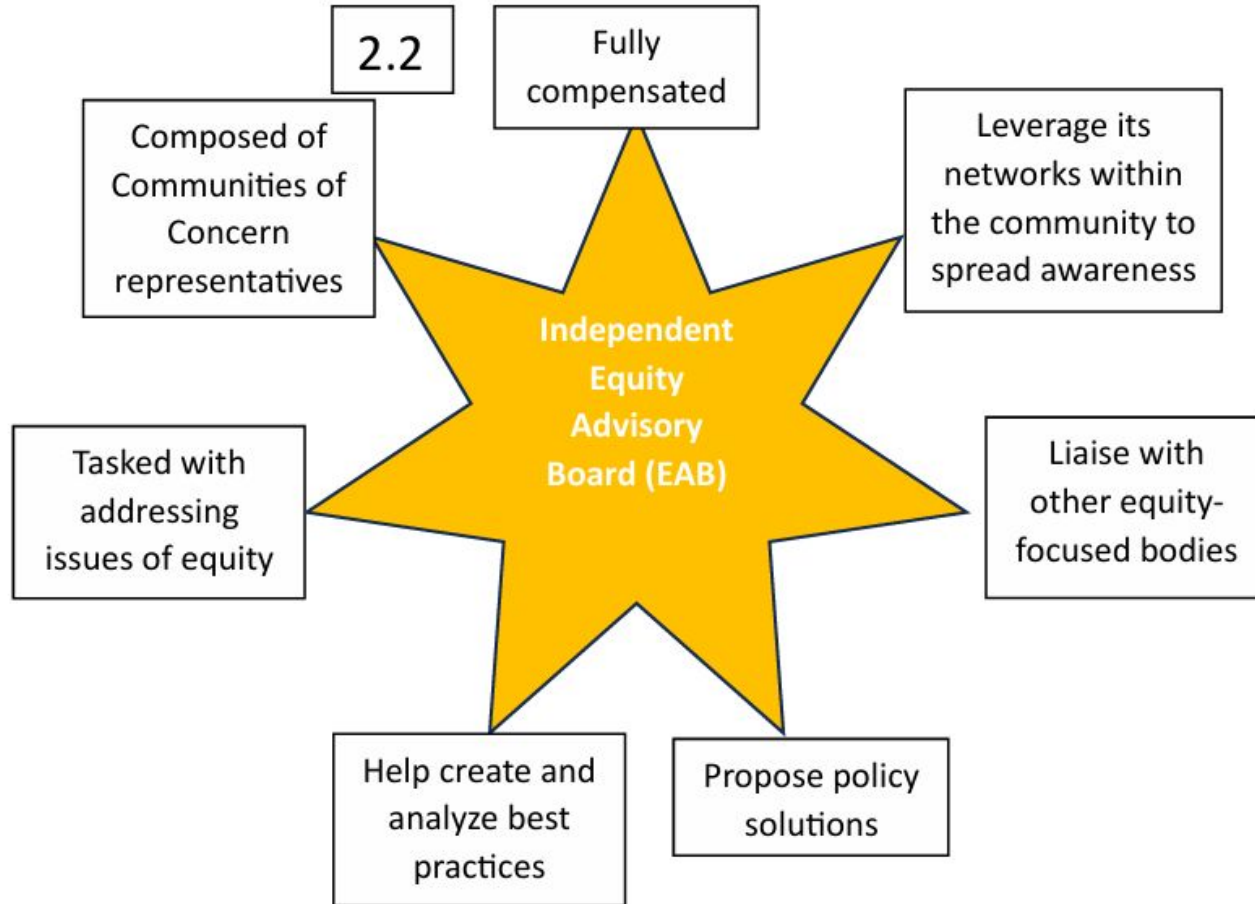 2.2
Fully
compensated
Composed of
Communities of
Concern
representatives
Leverage its
networks within
the community to
spread awareness
Independent
Equity
Advisory
Board (EAB)
Tasked with
addressing
issues of equity
Liaise with
other equity-
focused bodies
Help create and
analyze best
practices
Propose policy
solutions